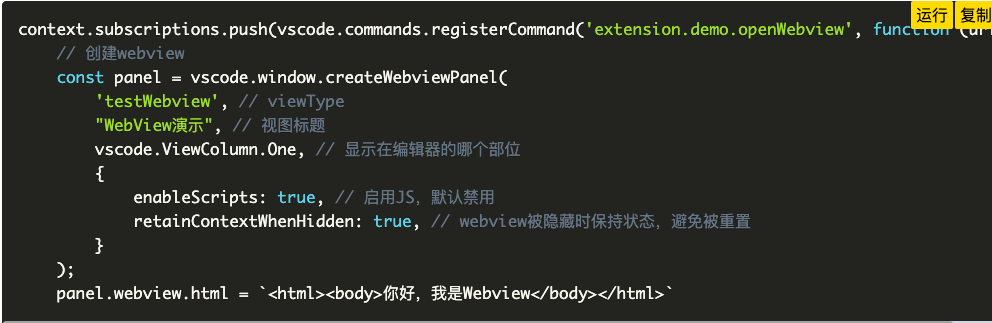 运行 复制
context.subscriptions.push(vscode.commands.registerCommand('extension.demo.openWebview', function (uri
// 创建webview
const panel = vscode.window.createWebviewPanel(
'testWebview', // viewType
"WebView演示", // 视图标题
vscode.ViewColumn.One, // 显示在编辑器的哪个部位
{
enableScripts: true, // 启用JS，默认禁用
retainContextWhenHidden: true, // webview被隐藏时保持状态，避免被重置
}
);
panel.webview.html = `<html><body>你好，我是Webview</body></html>`